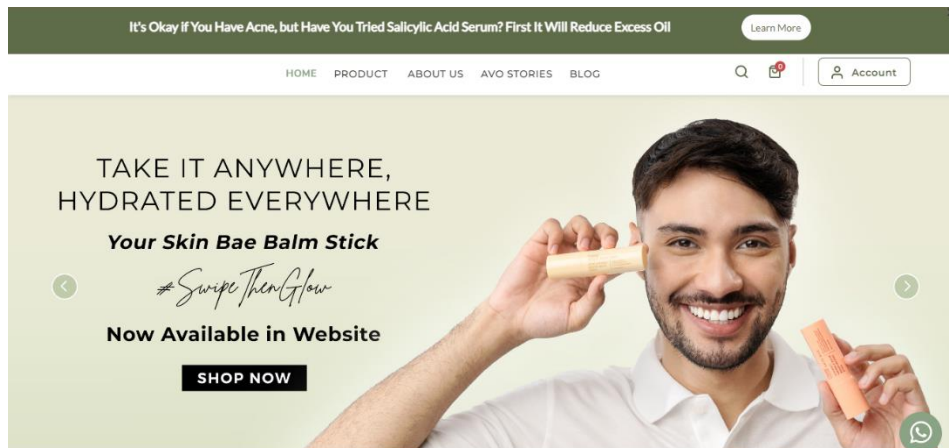 It's Okay if You Have Acne, but Have You Tried Salicylic Acid Serum? First It Will Reduce Excess Oil
Learn More
HOME PRODUCT ABOUT US AVO STORIES BLOG
0
Account
TAKE IT ANYWHERE,
HYDRATED EVERYWHERE
Your Skin Bae Balm Stick
#SwipeThenGlow
Now Available in Website
SHOP NOW